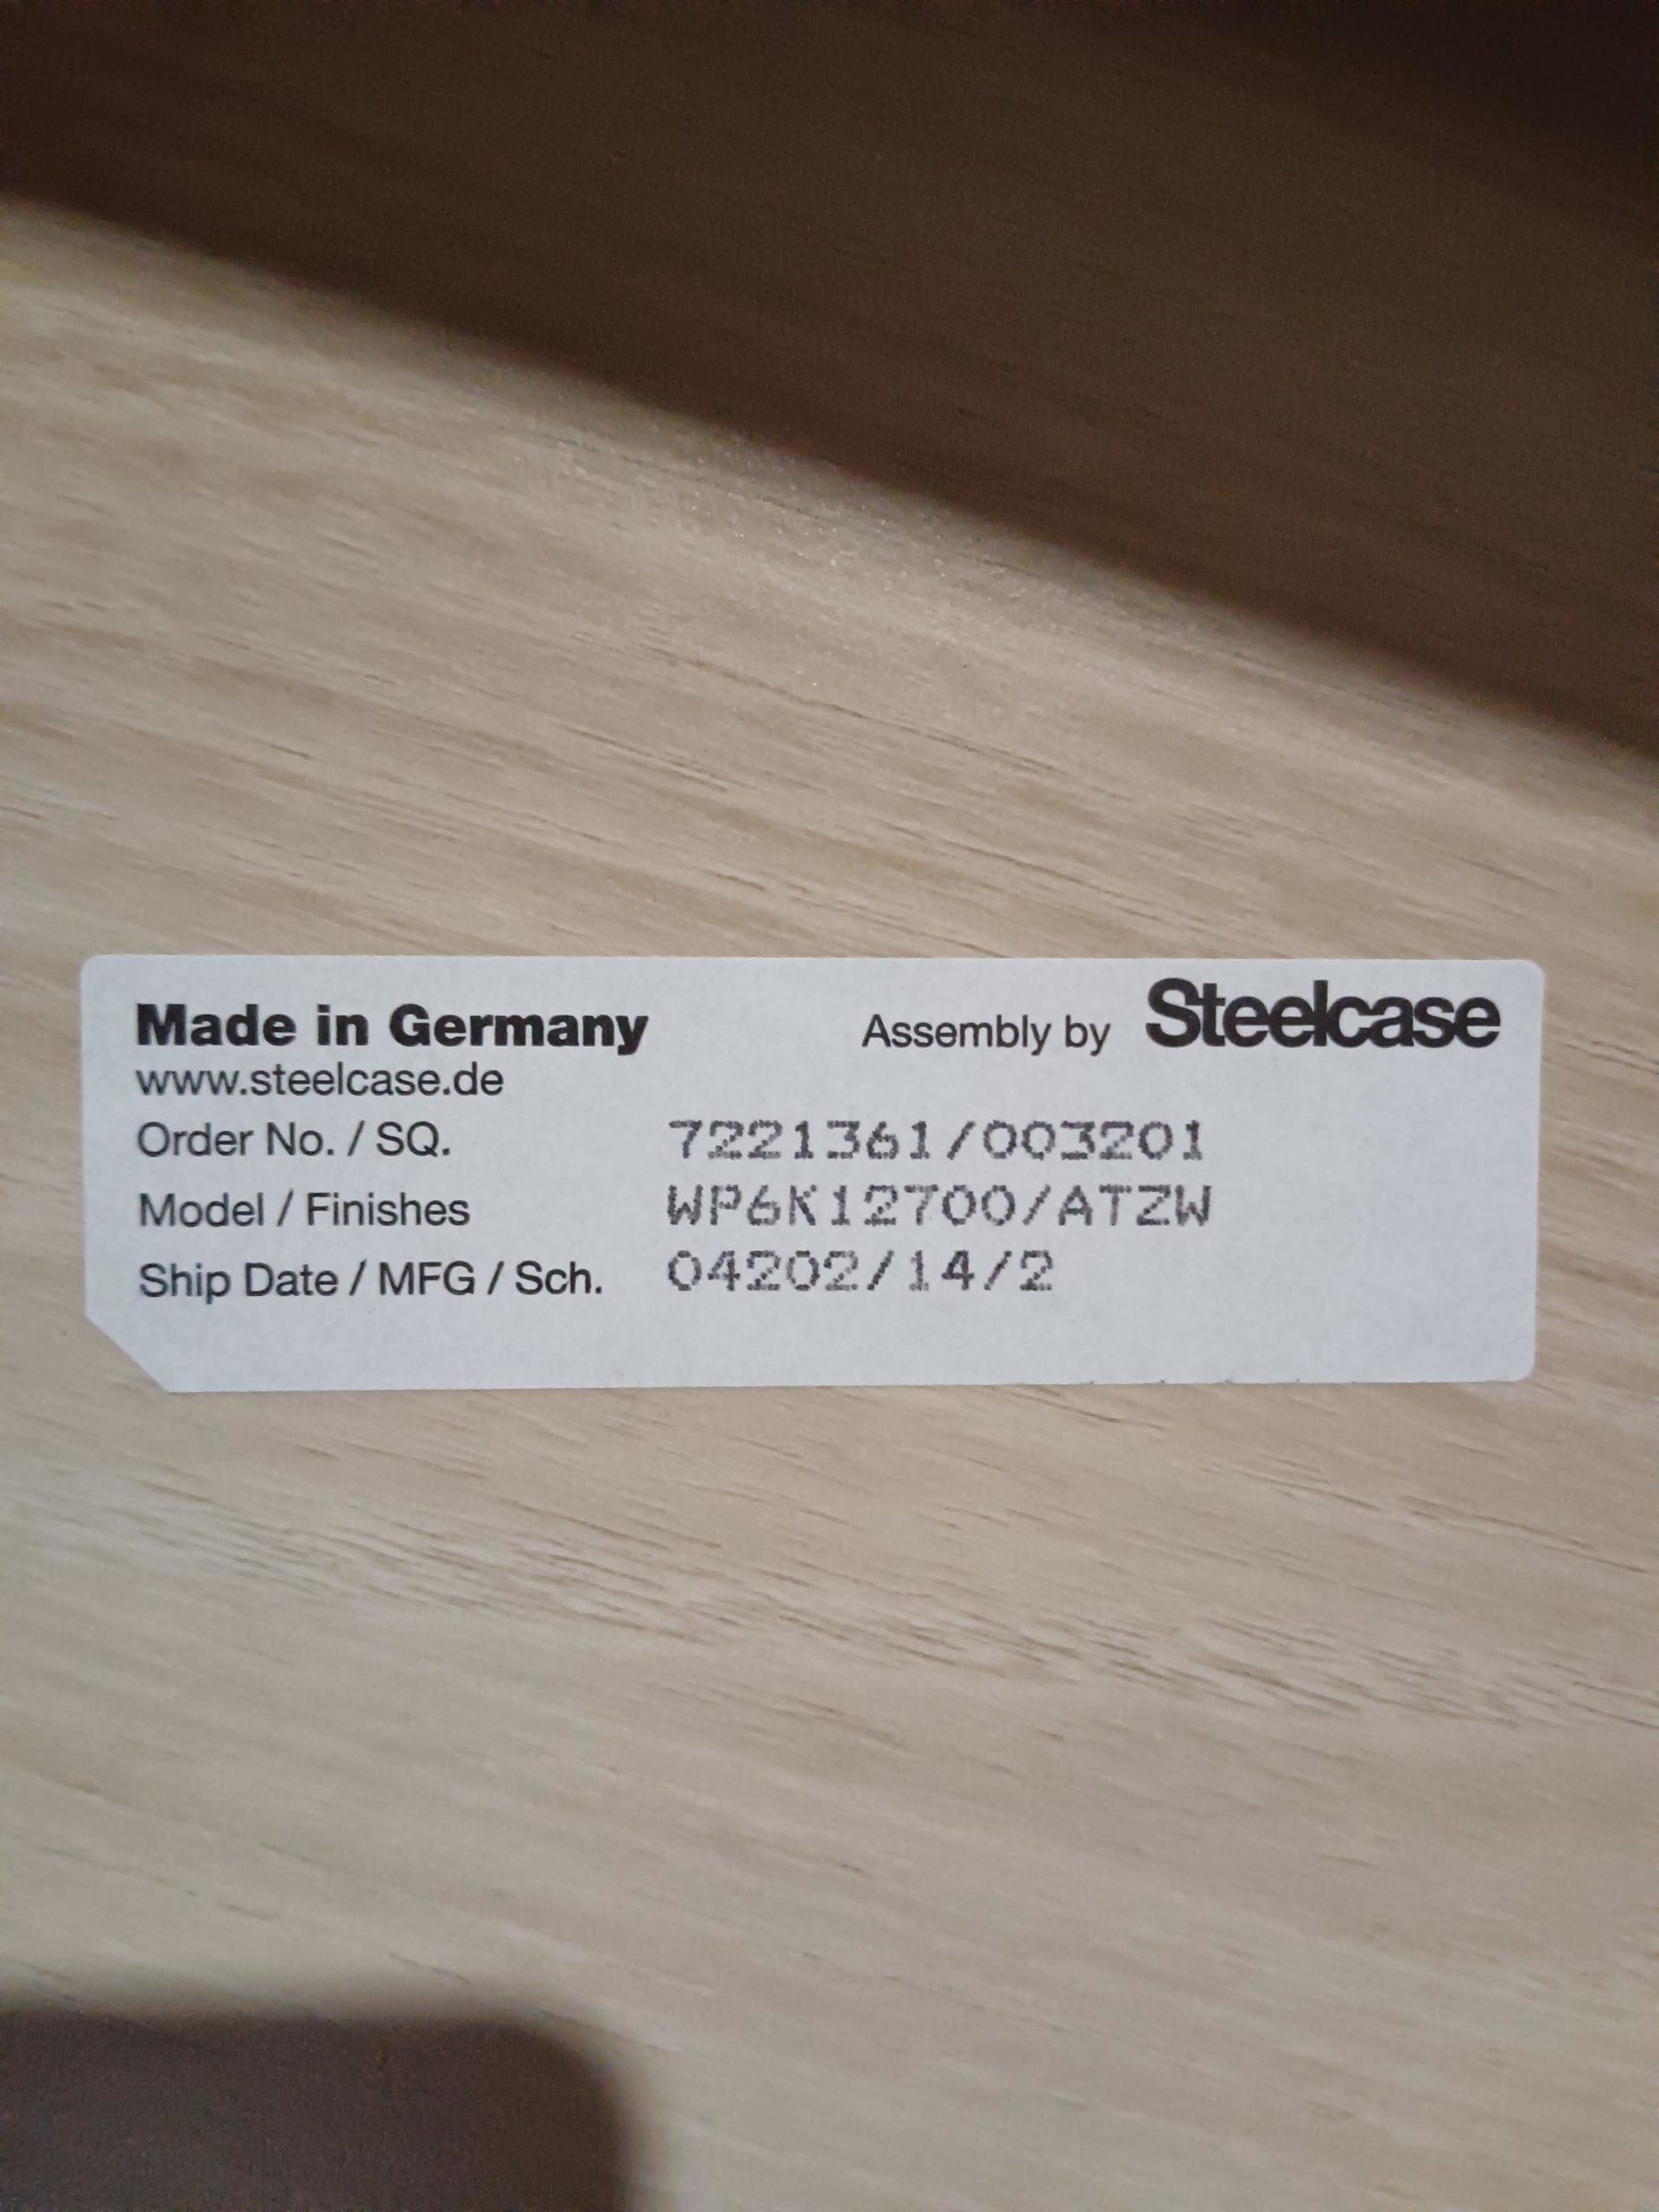 Made in Germany Assembly by Steelcase
www.steelcase.de
Order No. / SQ. 7221361/003201
Model / Finishes WP6K12700/ATZW
Ship Date / MFG / Sch. 04202/14/2